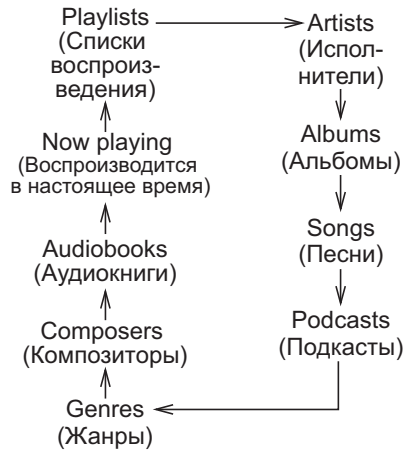 Playlists
(Списки
воспроиз-
ведения)
Artists
(Испол-
нители)
Albums
(Альбомы)
Songs
(Песни)
Podcasts
(Подкасты)
Genres
(Жанры)
Composers
(Композиторы)
Audiobooks
(Аудиокниги)
Now playing
(Воспроизводится
в настоящее время)